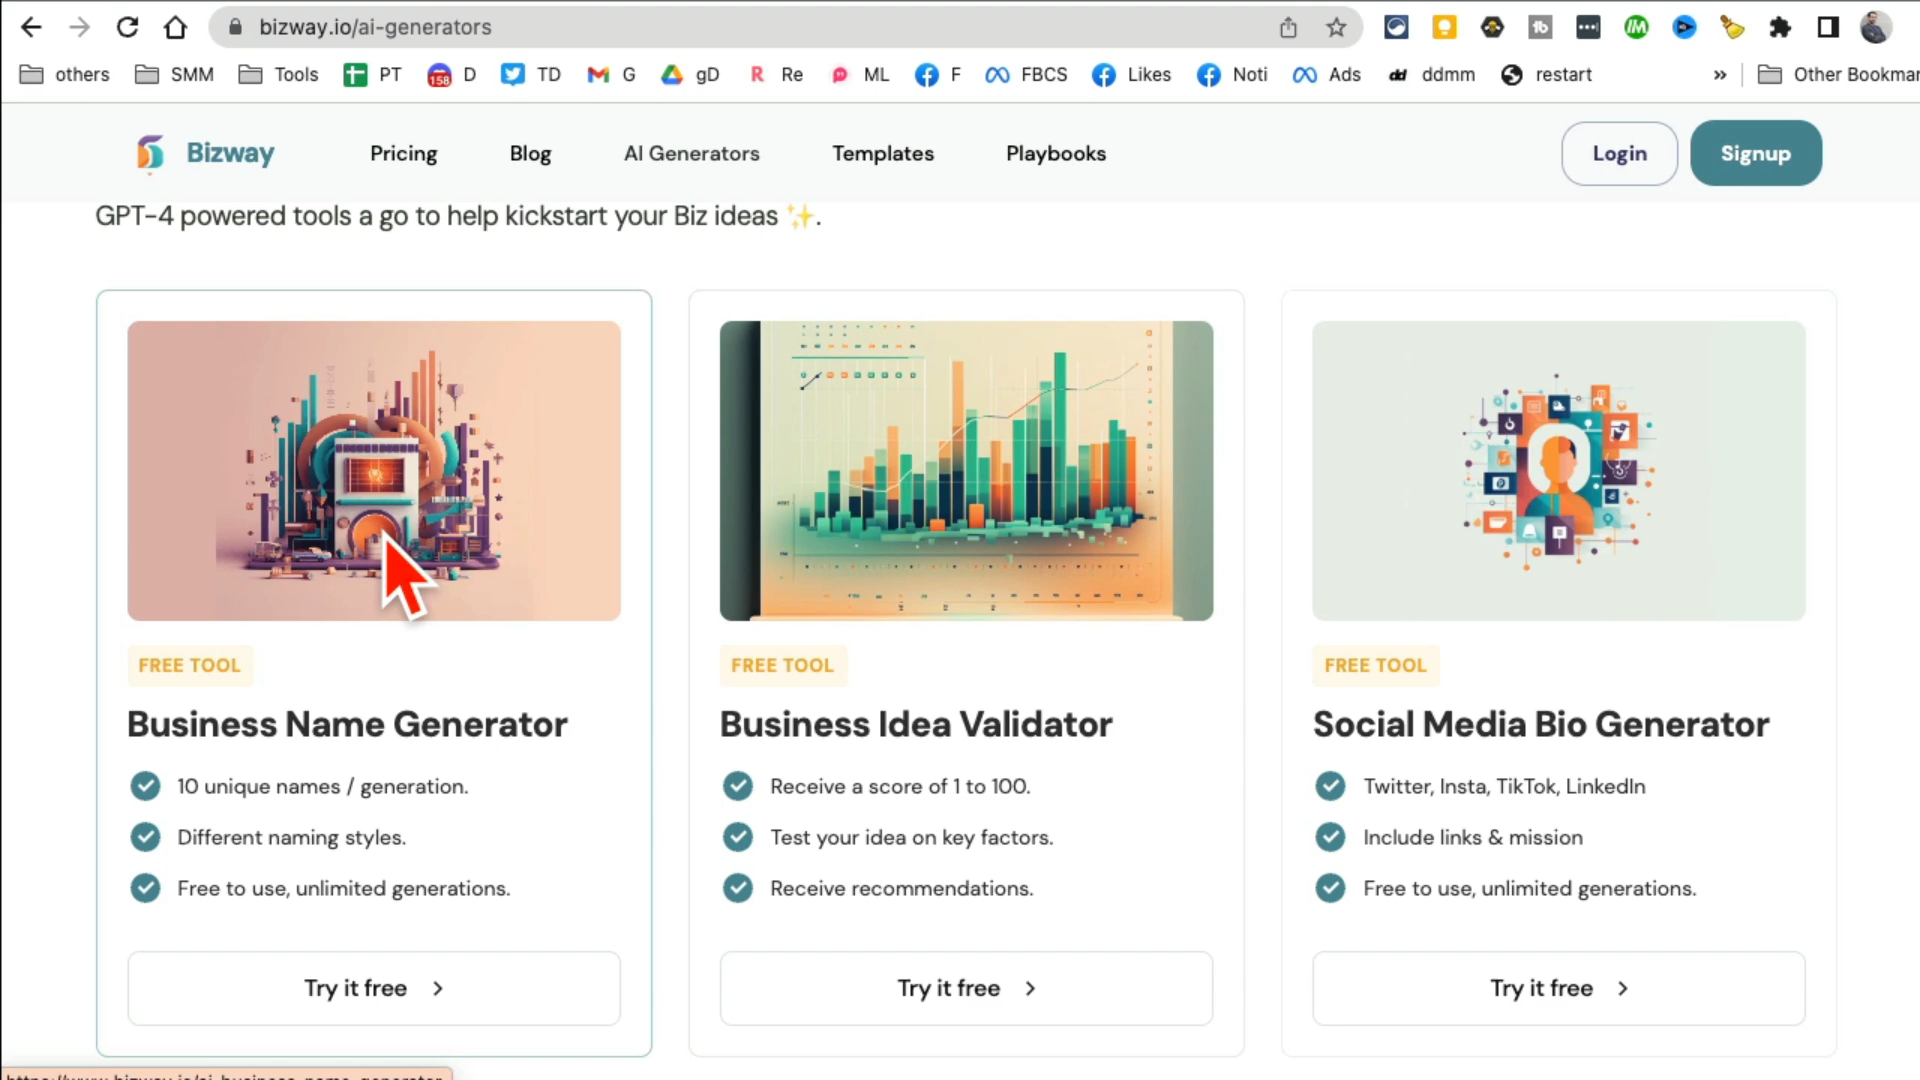 bizway.io/ai-generators
others SMM Tools PT 158 D TD G gD R Re ML F FBCS Likes Noti Ads dd ddmm restart » Other Bookmar
Bizway Pricing Blog AI Generators Templates Playbooks Login Signup
GPT-4 powered tools a go to help kickstart your Biz ideas ✨.
FREE TOOL
Business Name Generator
10 unique names / generation.
Different naming styles.
Free to use, unlimited generations.
Try it free >
FREE TOOL
Business Idea Validator
Receive a score of 1 to 100.
Test your idea on key factors.
Receive recommendations.
Try it free >
FREE TOOL
Social Media Bio Generator
Twitter, Insta, TikTok, LinkedIn
Include links & mission
Free to use, unlimited generations.
Try it free >